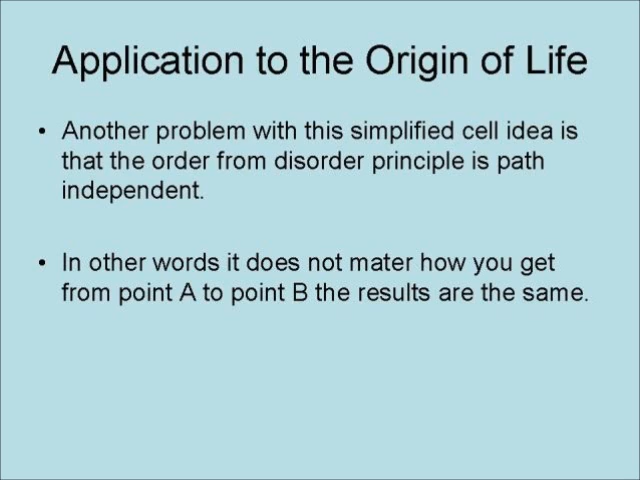 Application to the Origin of Life
• Another problem with this simplified cell idea is
that the order from disorder principle is path
independent.
• In other words it does not mater how you get
from point A to point B the results are the same.